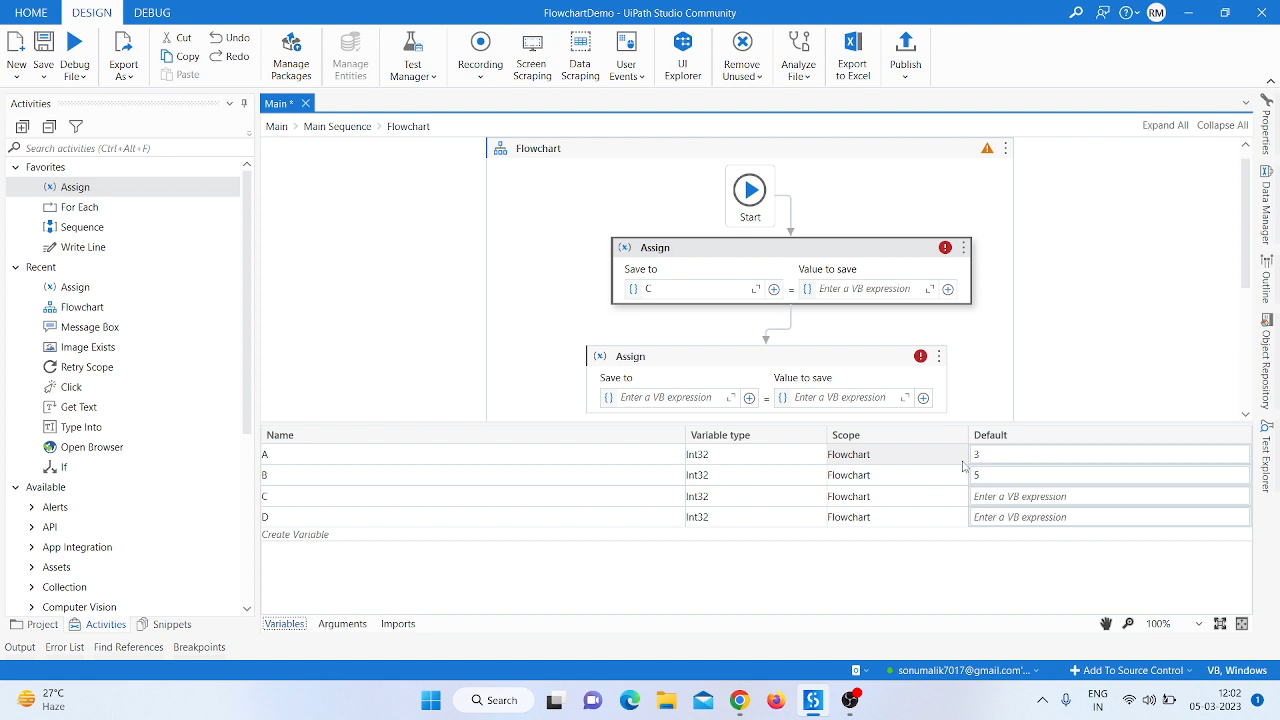 HOME DESIGN DEBUG FlowchartDemo - UiPath Studio Community RM
New Save Debug File Export As Cut Copy Paste Undo Redo Manage Packages Manage Entities Test Manager Recording Screen Scraping Data Scraping User Events UI Explorer Remove Unused Analyze File Export to Excel Publish
Activities
Main *
Main > Main Sequence > Flowchart
Expand All Collapse All
Search activities (Ctrl+Alt+F)
Favorites
Assign
For Each
Sequence
Write Line
Recent
Assign
Flowchart
Message Box
Image Exists
Retry Scope
Click
Get Text
Type Into
Open Browser
If
Available
Alerts
API
App Integration
Assets
Collection
Computer Vision
Flowchart
Start
Assign
Save to Value to save
C = Enter a VB expression
Assign
Save to Value to save
Enter a VB expression = Enter a VB expression
Name Variable type Scope Default
A Int32 Flowchart 3
B Int32 Flowchart 5
C Int32 Flowchart Enter a VB expression
D Int32 Flowchart Enter a VB expression
Create Variable
Properties
Data Manager
Outline
Object Repository
Test Explorer
Project Activities Snippets
Variables Arguments Imports 100%
Output Error List Find References Breakpoints
0 sonumalik7017@gmail.com'... Add To Source Control VB, Windows
27°C
Haze
Search
ENG
IN
12:02
05-03-2023
1